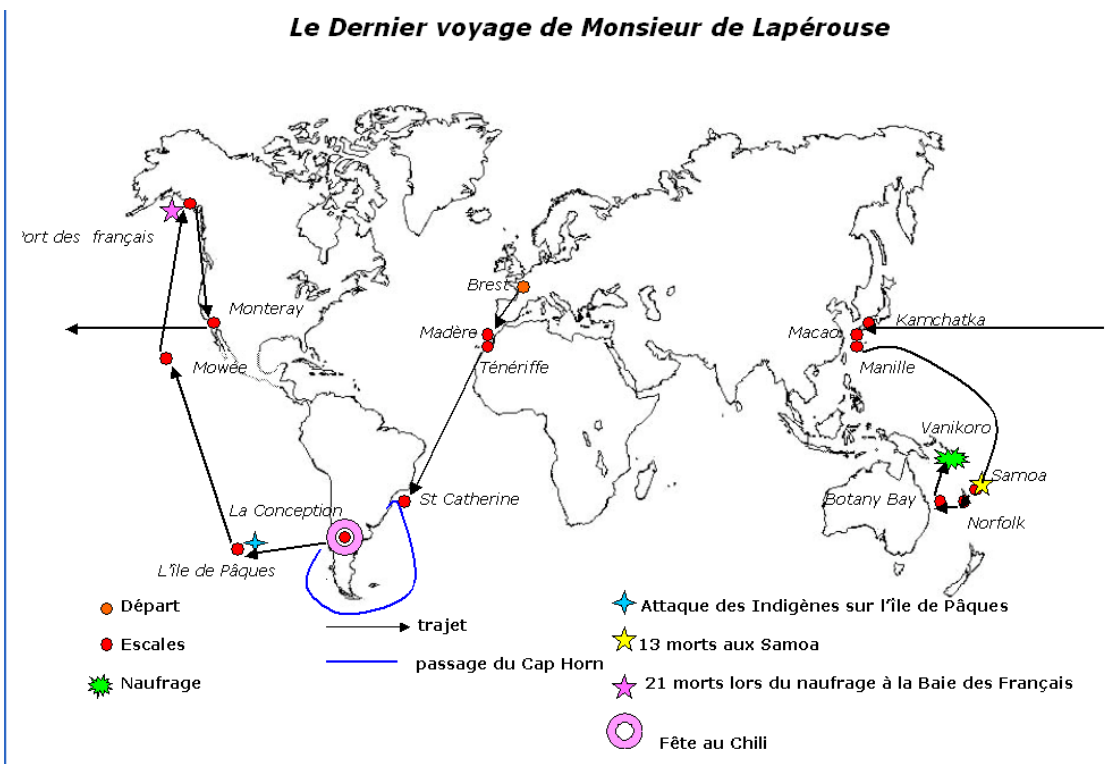 Le Dernier voyage de Monsieur de Lapérouse
ort des français
Brest
Monteray
Madère
Macao
Kamchatka
Mowée
Ténériffe
Manille
Vanikoro
Samoa
St Catherine
Botany Bay
La Conception
Norfolk
L'île de Pâques
Départ
Escales
Naufrage
trajet
passage du Cap Horn
Attaque des Indigènes sur l'île de Pâques
13 morts aux Samoa
21 morts lors du naufrage à la Baie des Français
Fête au Chili